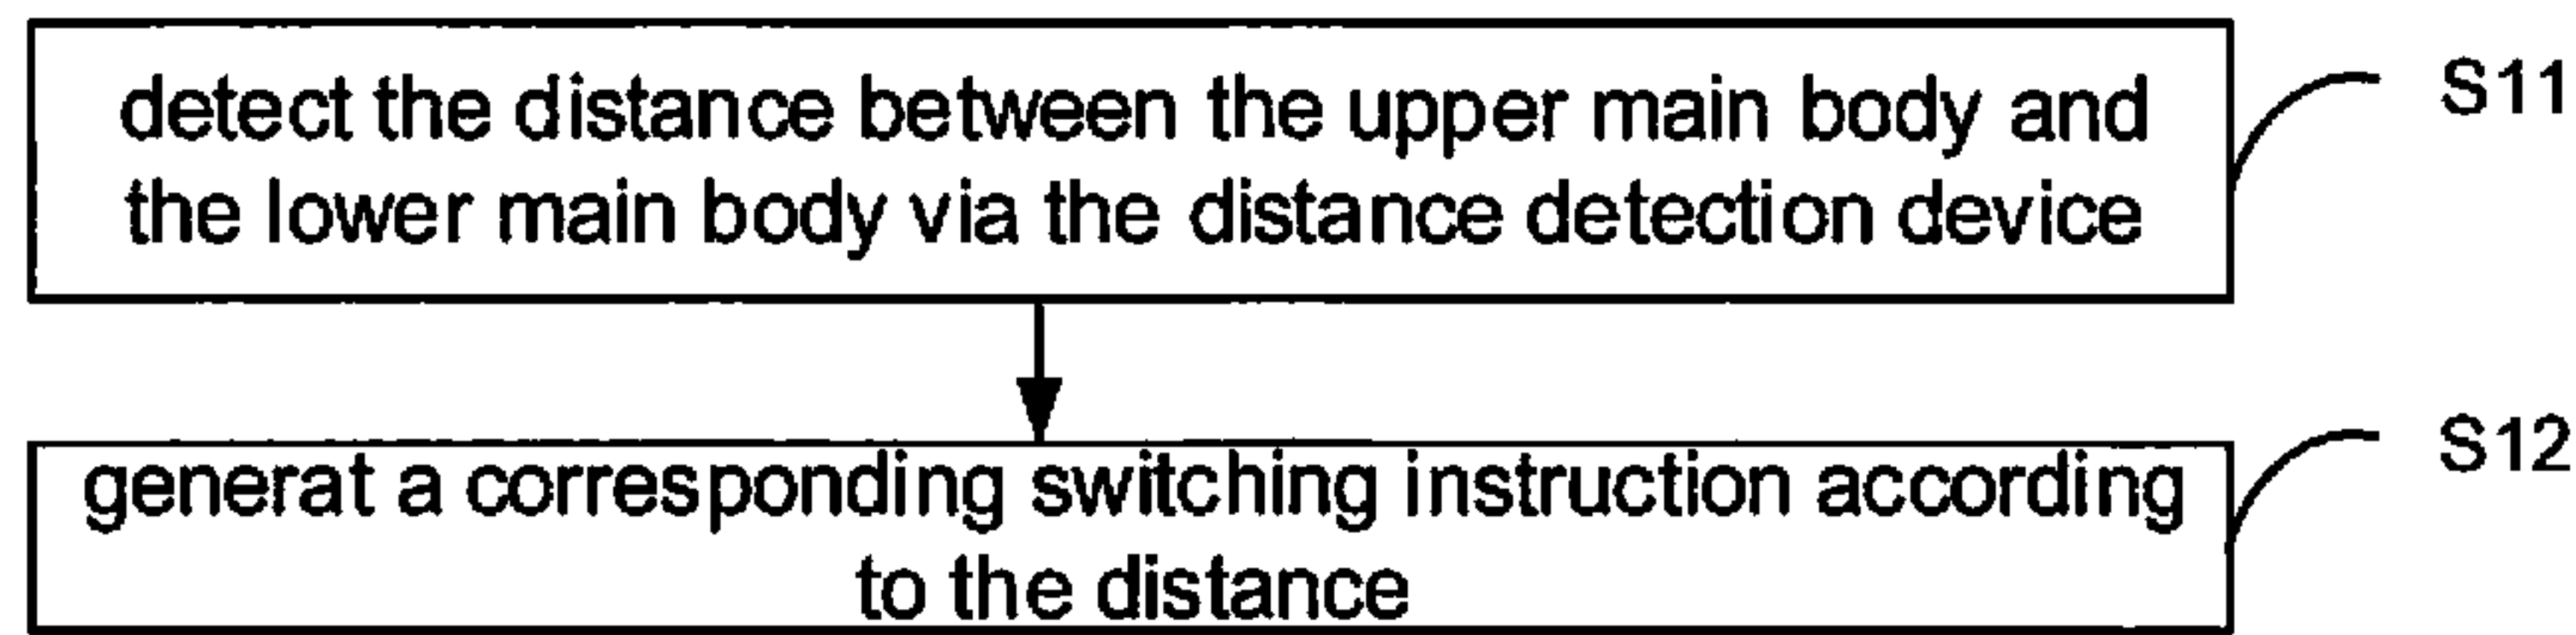 detect the distance between the upper main body and
the lower main body via the distance detection device
S11
generat a corresponding switching instruction according
to the distance
S12